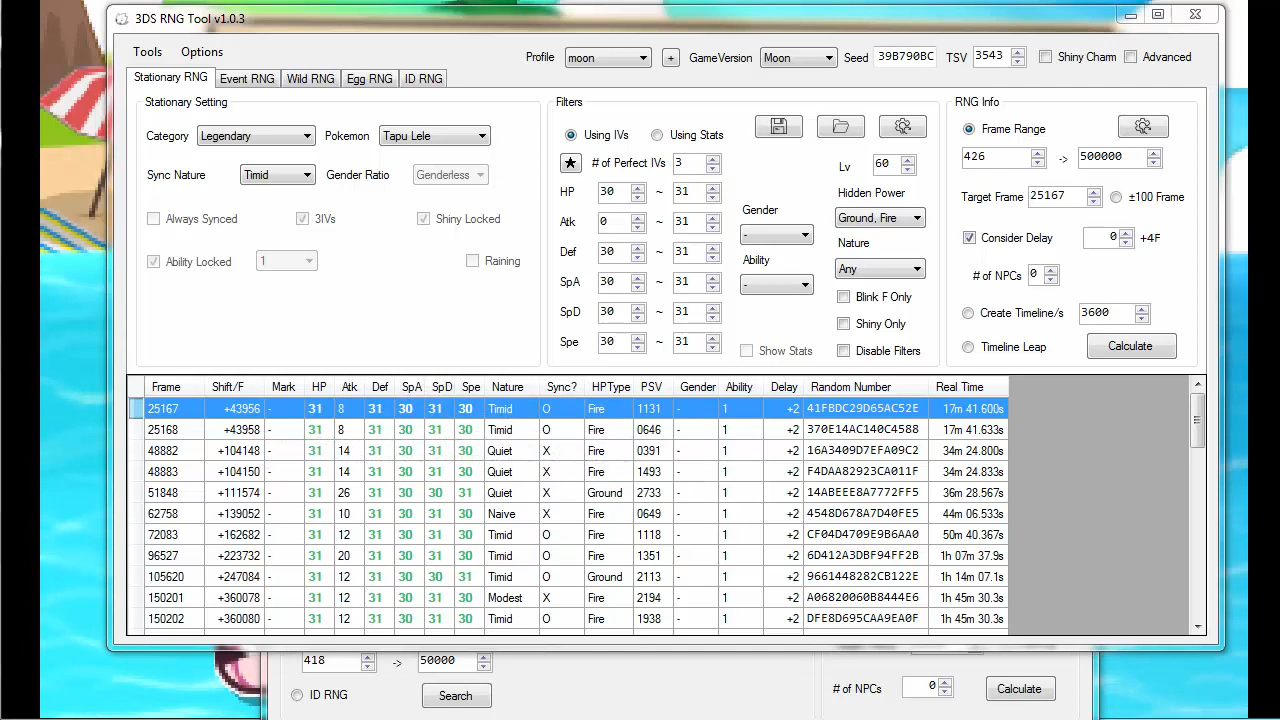 3DS RNG Tool v1.0.3
Tools Options
Profile moon + GameVersion Moon Seed 39B790BC TSV 3543 Shiny Cham Advanced
Stationary RNG Event RNG Wild RNG Egg RNG ID RNG
Stationary Setting
Category Legendary Pokemon Tapu Lele
Sync Nature Timid Gender Ratio Genderless
Always Synced 3IVs Shiny Locked
Ability Locked 1 Raining
Filters
Using IVs Using Stats
# of Perfect IVs 3
HP 30 ~ 31
Atk 0 ~ 31
Def 30 ~ 31
SpA 30 ~ 31
SpD 30 ~ 31
Spe 30 ~ 31
Gender
-
Ability
-
Show Stats
Lv 60
Hidden Power
Ground, Fire
Nature
Any
Blink F Only
Shiny Only
Disable Filters
RNG Info
Frame Range
426 -> 500000
Target Frame 25167 ±100 Frame
Consider Delay 0 +4F
# of NPCs 0
Create Timeline/s 3600
Timeline Leap Calculate
Frame Shift/F Mark HP Atk Def SpA SpD Spe Nature Sync? HPType PSV Gender Ability Delay Random Number Real Time
25167 +43956 - 31 8 31 30 31 30 Timid O Fire 1131 - 1 +2 41FBDC29D65AC52E 17m 41.600s
25168 +43958 - 31 8 31 30 31 30 Timid O Fire 0646 - 1 +2 370E14AC140C4588 17m 41.633s
48882 +104148 - 31 14 31 30 31 30 Quiet X Fire 0391 - 1 +2 16A3409D7EFA09C2 34m 24.800s
48883 +104150 - 31 14 31 30 31 30 Quiet X Fire 1493 - 1 +2 F4DAA82923CA011F 34m 24.833s
51848 +111574 - 31 26 31 30 30 31 Quiet X Ground 2733 - 1 +2 14ABEEE8A7772FF5 36m 28.567s
62758 +139052 - 31 10 31 30 31 30 Naive X Fire 0649 - 1 +2 4548D678A7D40FE5 44m 06.533s
72083 +162682 - 31 12 31 30 31 30 Timid O Fire 1118 - 1 +2 CF04D4709E9B6AA0 50m 40.367s
96527 +223732 - 31 20 31 30 31 30 Timid O Fire 1351 - 1 +2 6D412A3DBF94FF2B 1h 07m 37.9s
105620 +247084 - 31 12 31 30 30 31 Timid O Ground 2113 - 1 +2 9661448282CB122E 1h 14m 07.1s
150201 +360078 - 31 12 31 30 31 30 Modest X Fire 2194 - 1 +2 A06820060B8444E6 1h 45m 30.3s
150202 +360080 - 31 12 31 30 31 30 Timid O Fire 1938 - 1 +2 DFE8D695CAA9EA0F 1h 45m 30.3s
418 -> 50000
ID RNG Search
# of NPCs 0 Calculate